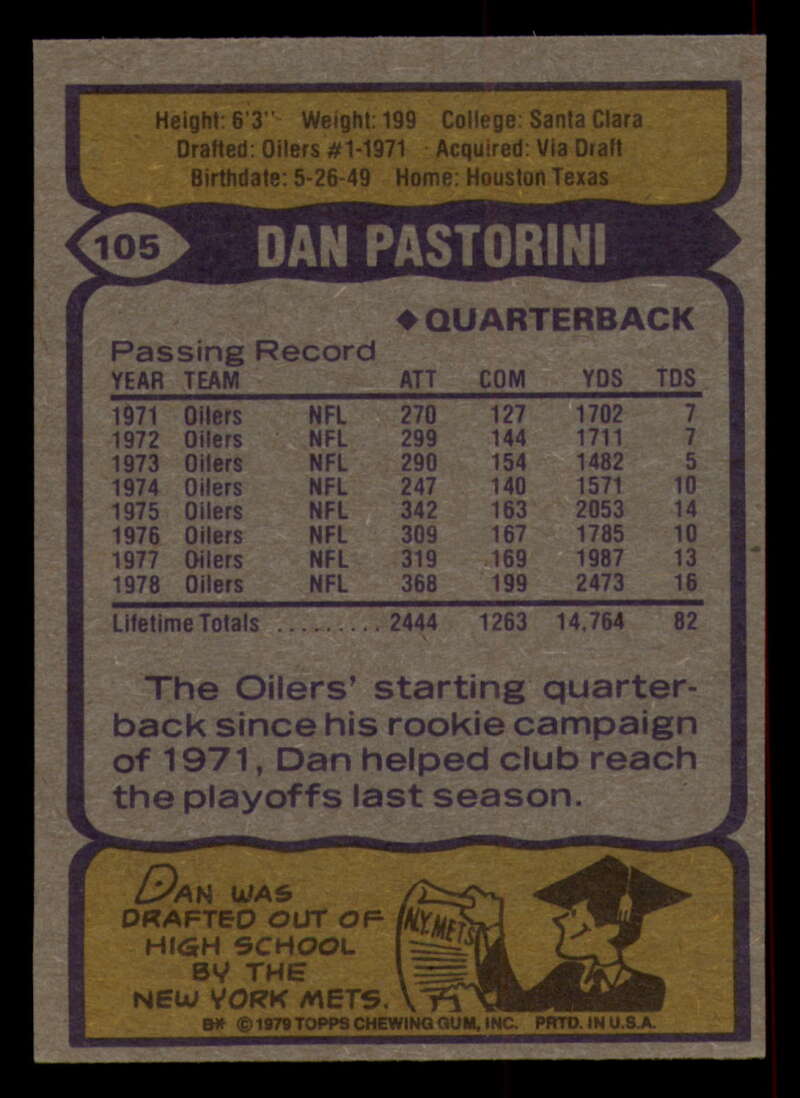 Height: 6'3" Weight: 199 College: Santa Clara
Drafted: Oilers #1-1971 Acquired: Via Draft
Birthdate: 5-26-49 Home: Houston Texas
105 DAN PASTORINI
◆ QUARTERBACK
Passing Record
YEAR TEAM ATT COM YDS TDS
1971 Oilers NFL 270 127 1702 7
1972 Oilers NFL 299 144 1711 7
1973 Oilers NFL 290 154 1482 5
1974 Oilers NFL 247 140 1571 10
1975 Oilers NFL 342 163 2053 14
1976 Oilers NFL 309 167 1785 10
1977 Oilers NFL 319 169 1987 13
1978 Oilers NFL 368 199 2473 16
Lifetime Totals .......... 2444 1263 14,764 82
The Oilers' starting quarter-
back since his rookie campaign
of 1971, Dan helped club reach
the playoffs last season.
DAN WAS
DRAFTED OUT OF
HIGH SCHOOL
BY THE
NEW YORK METS.
N.Y. METS
B* © 1979 TOPPS CHEWING GUM, INC. PRTD. IN U.S.A.